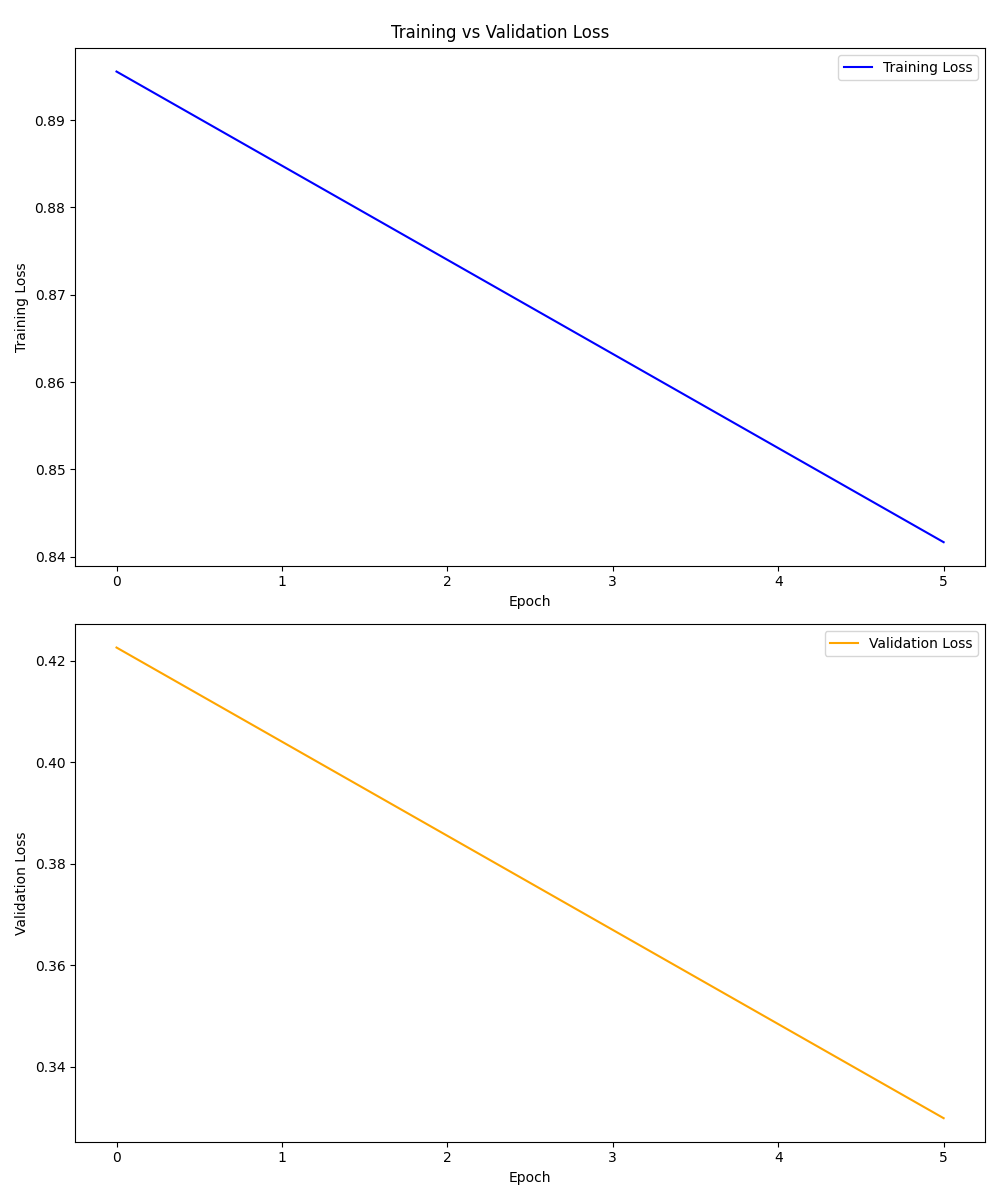 Training vs Validation Loss
Training Loss
0.89
0.88
0.87
0.86
0.85
0.84
Training Loss
0 1 2 3 4 5
Epoch
Validation Loss
0.42
0.40
0.38
0.36
0.34
Validation Loss
0 1 2 3 4 5
Epoch